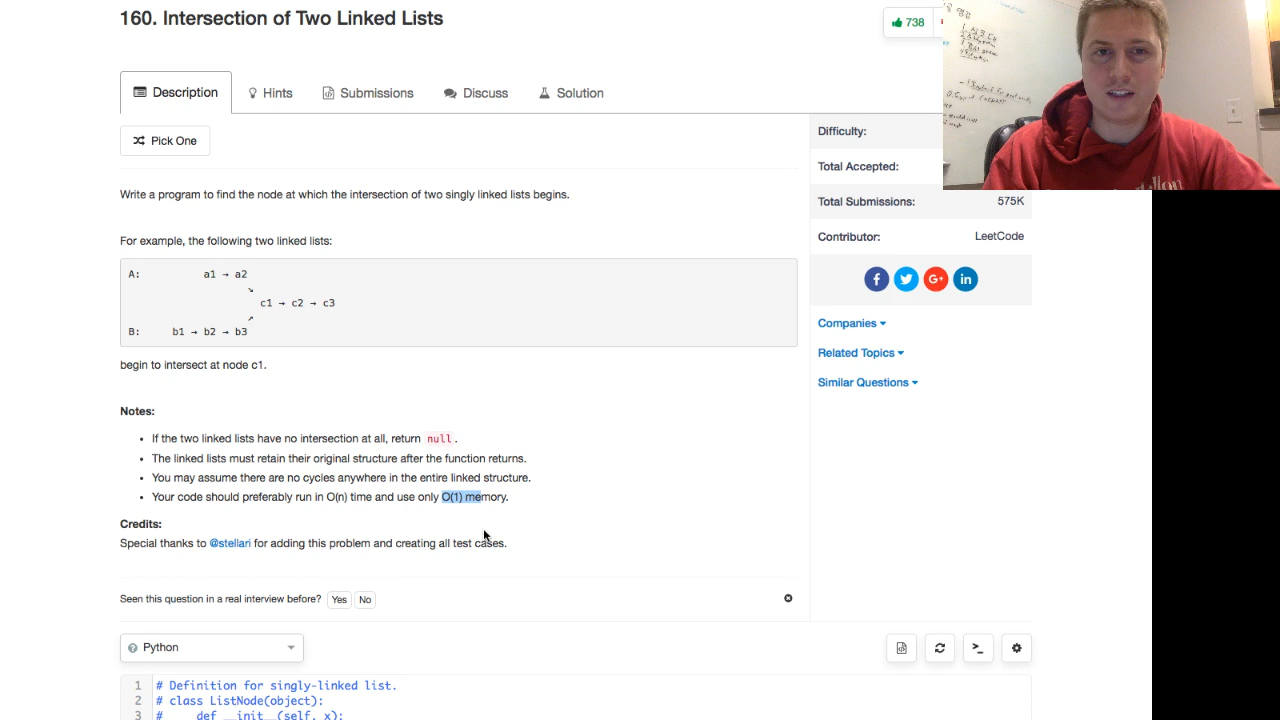 160. Intersection of Two Linked Lists
738
Description
Hints
Submissions
Discuss
Solution
Pick One
Difficulty:
Total Accepted:
Total Submissions: 575K
Contributor: LeetCode
Companies
Related Topics
Similar Questions
Write a program to find the node at which the intersection of two singly linked lists begins.
For example, the following two linked lists:
A: a1 → a2
↘
c1 → c2 → c3
↗
B: b1 → b2 → b3
begin to intersect at node c1.
Notes:
• If the two linked lists have no intersection at all, return null.
• The linked lists must retain their original structure after the function returns.
• You may assume there are no cycles anywhere in the entire linked structure.
• Your code should preferably run in O(n) time and use only O(1) memory.
Credits:
Special thanks to @stellari for adding this problem and creating all test cases.
Seen this question in a real interview before? Yes No
Python
1 # Definition for singly-linked list.
2 # class ListNode(object):
3 # def __init__(self, x):